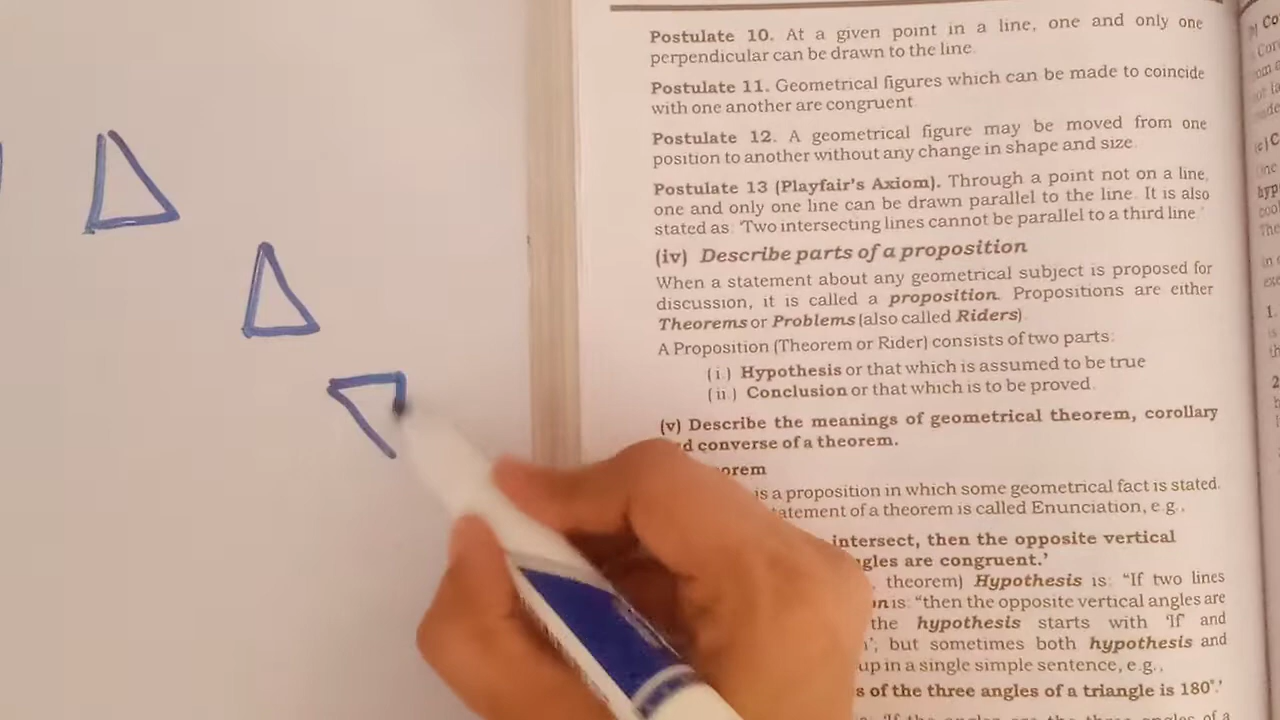 Postulate 10. At a given point in a line, one and only one
perpendicular can be drawn to the line.
Postulate 11. Geometrical figures which can be made to coincide
with one another are congruent
Postulate 12. A geometrical figure may be moved from one
position to another without any change in shape and size.
Postulate 13 (Playfair's Axiom). Through a point not on a line,
one and only one line can be drawn parallel to the line. It is also
stated as: 'Two intersecting lines cannot be parallel to a third line.'
(iv) Describe parts of a proposition
When a statement about any geometrical subject is proposed for
discussion, it is called a proposition. Propositions are either
Theorems or Problems (also called Riders)
A Proposition (Theorem or Rider) consists of two parts:
(i.) Hypothesis or that which is assumed to be true
(ii.) Conclusion or that which is to be proved.
(v) Describe the meanings of geometrical theorem, corollary
d converse of a theorem.
orem
is a proposition in which some geometrical fact is stated.
atement of a theorem is called Enunciation, e.g.,
intersect, then the opposite vertical
gles are congruent.'
theorem) Hypothesis is: "If two lines
n is: "then the opposite vertical angles are
the hypothesis starts with 'If' and
'; but sometimes both hypothesis and
up in a single simple sentence, e.g.,
s of the three angles of a triangle is 180°.'